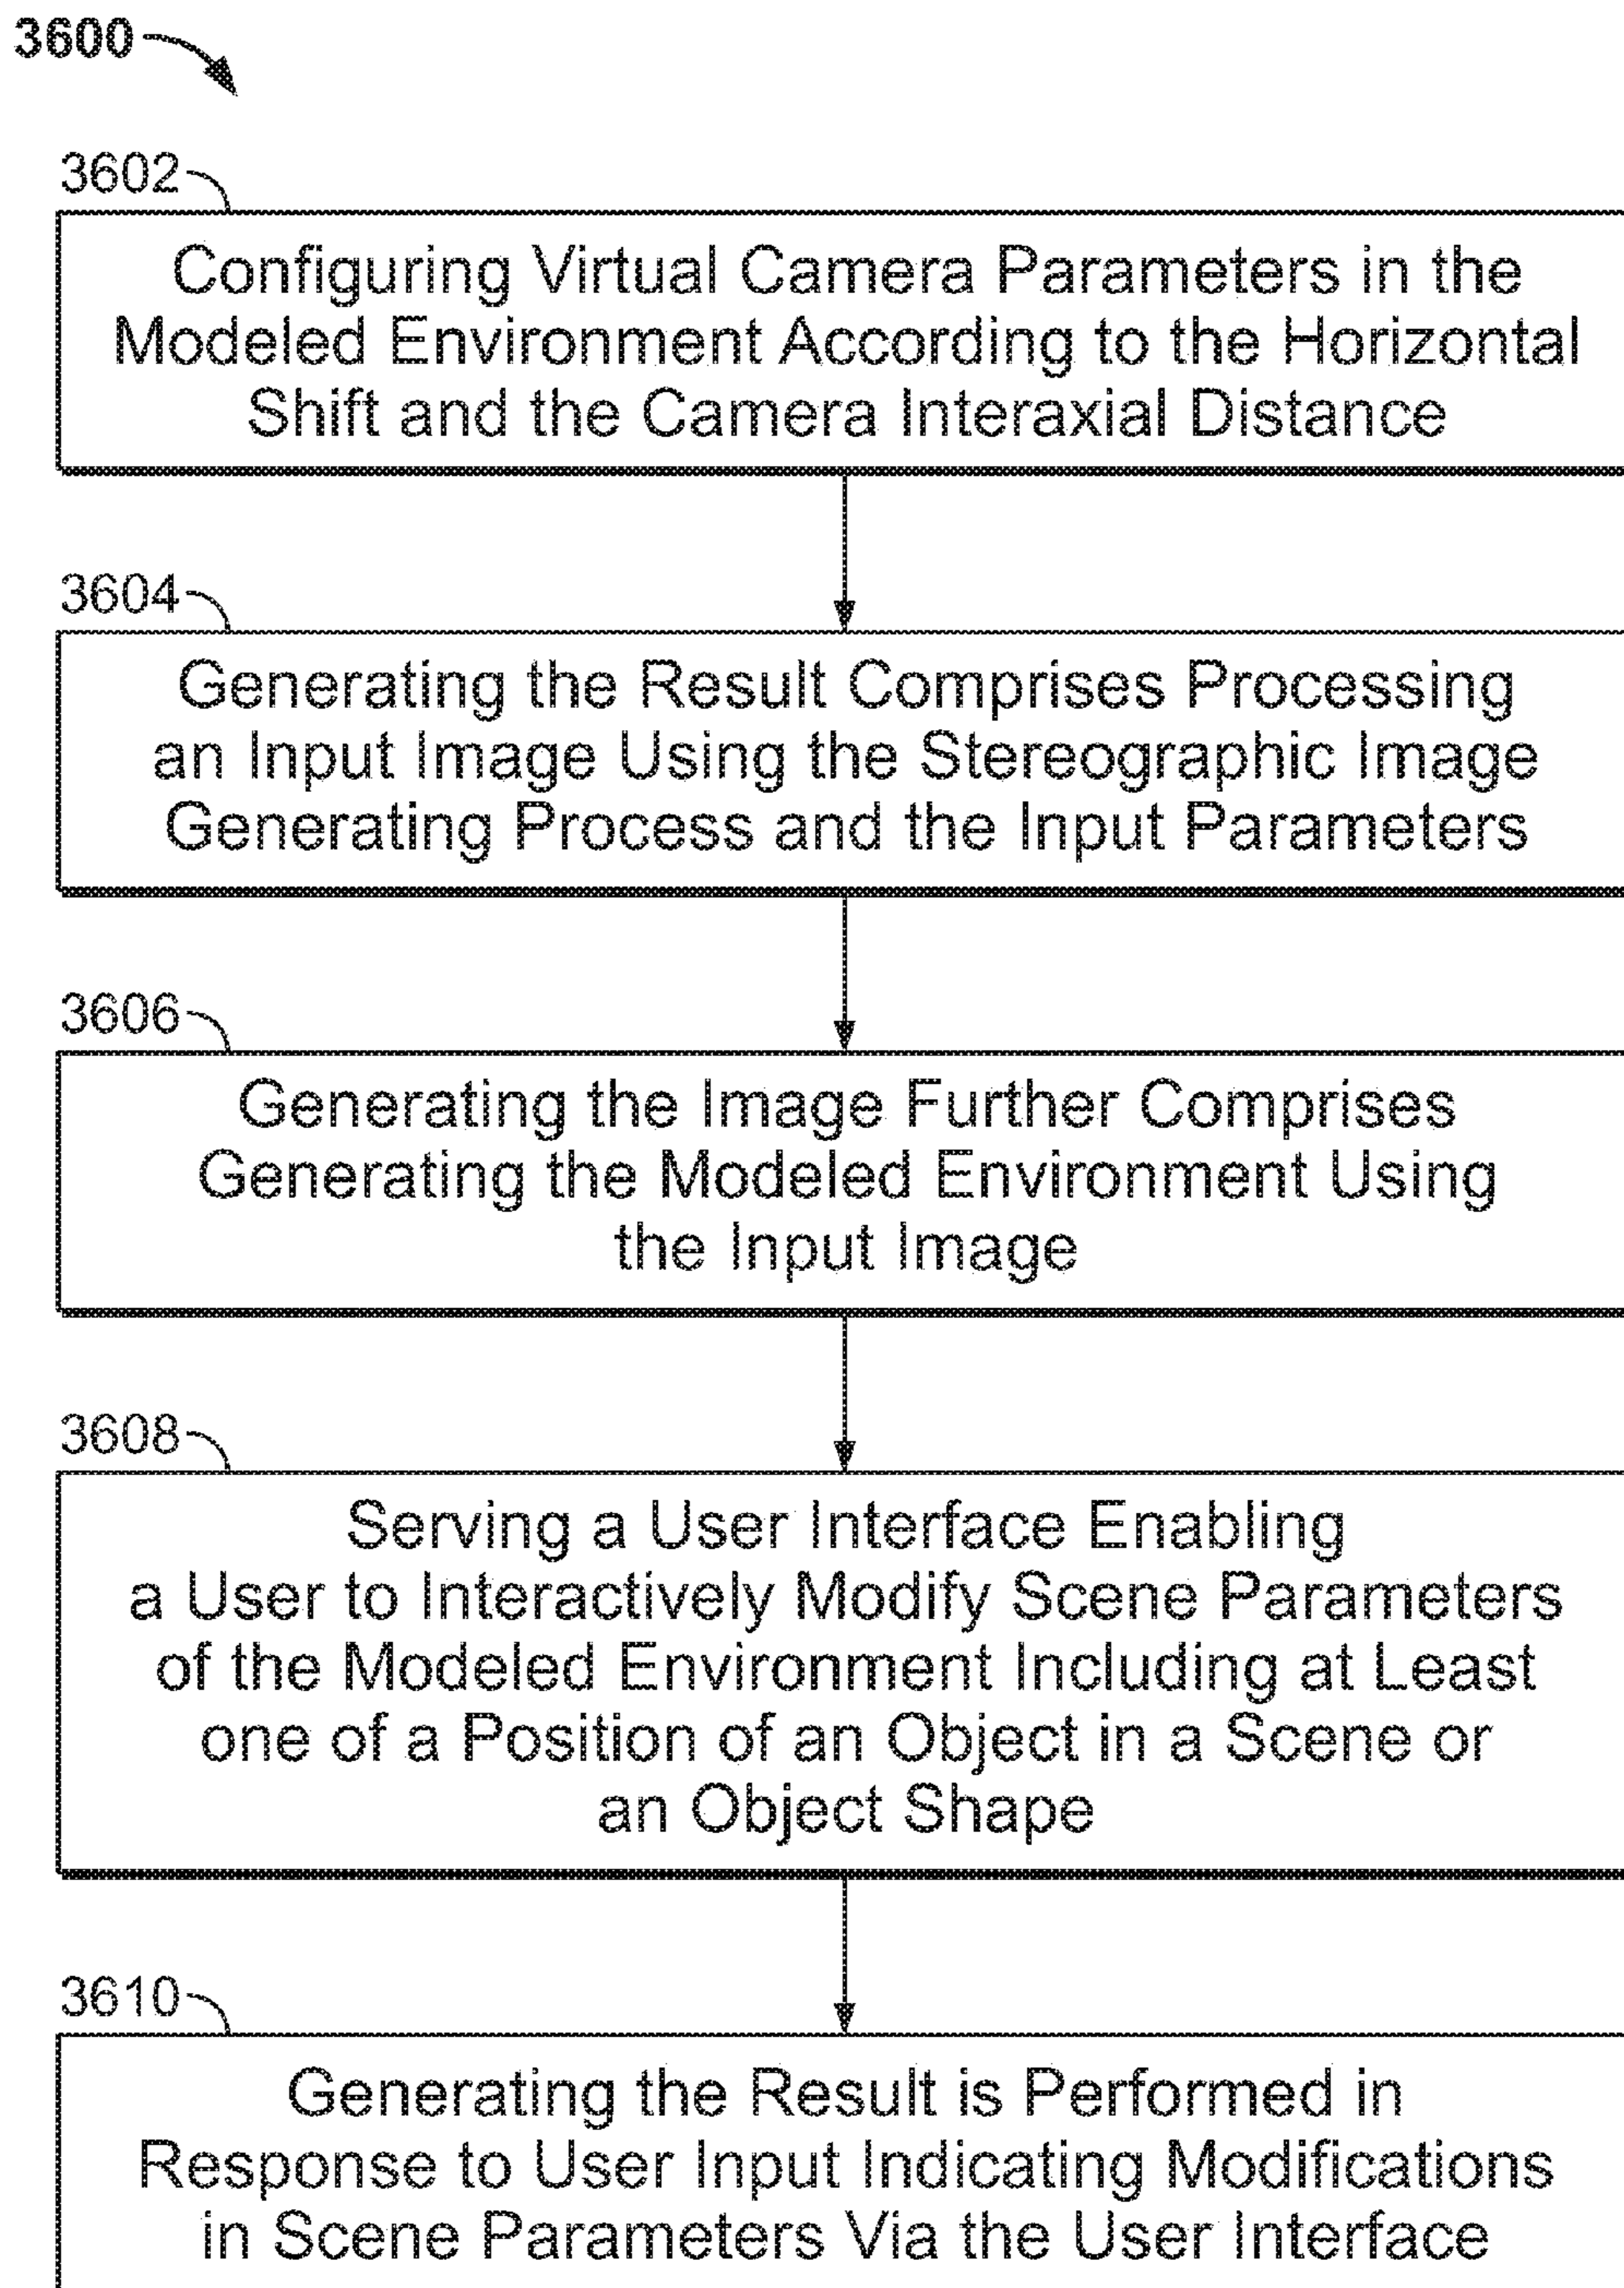 3600
3602
Configuring Virtual Camera Parameters in the
Modeled Environment According to the Horizontal
Shift and the Camera Interaxial Distance
3604
Generating the Result Comprises Processing
an Input Image Using the Stereographic Image
Generating Process and the Input Parameters
3606
Generating the Image Further Comprises
Generating the Modeled Environment Using
the Input Image
3608
Serving a User Interface Enabling
a User to Interactively Modify Scene Parameters
of the Modeled Environment Including at Least
one of a Position of an Object in a Scene or
an Object Shape
3610
Generating the Result is Performed in
Response to User Input Indicating Modifications
in Scene Parameters Via the User Interface